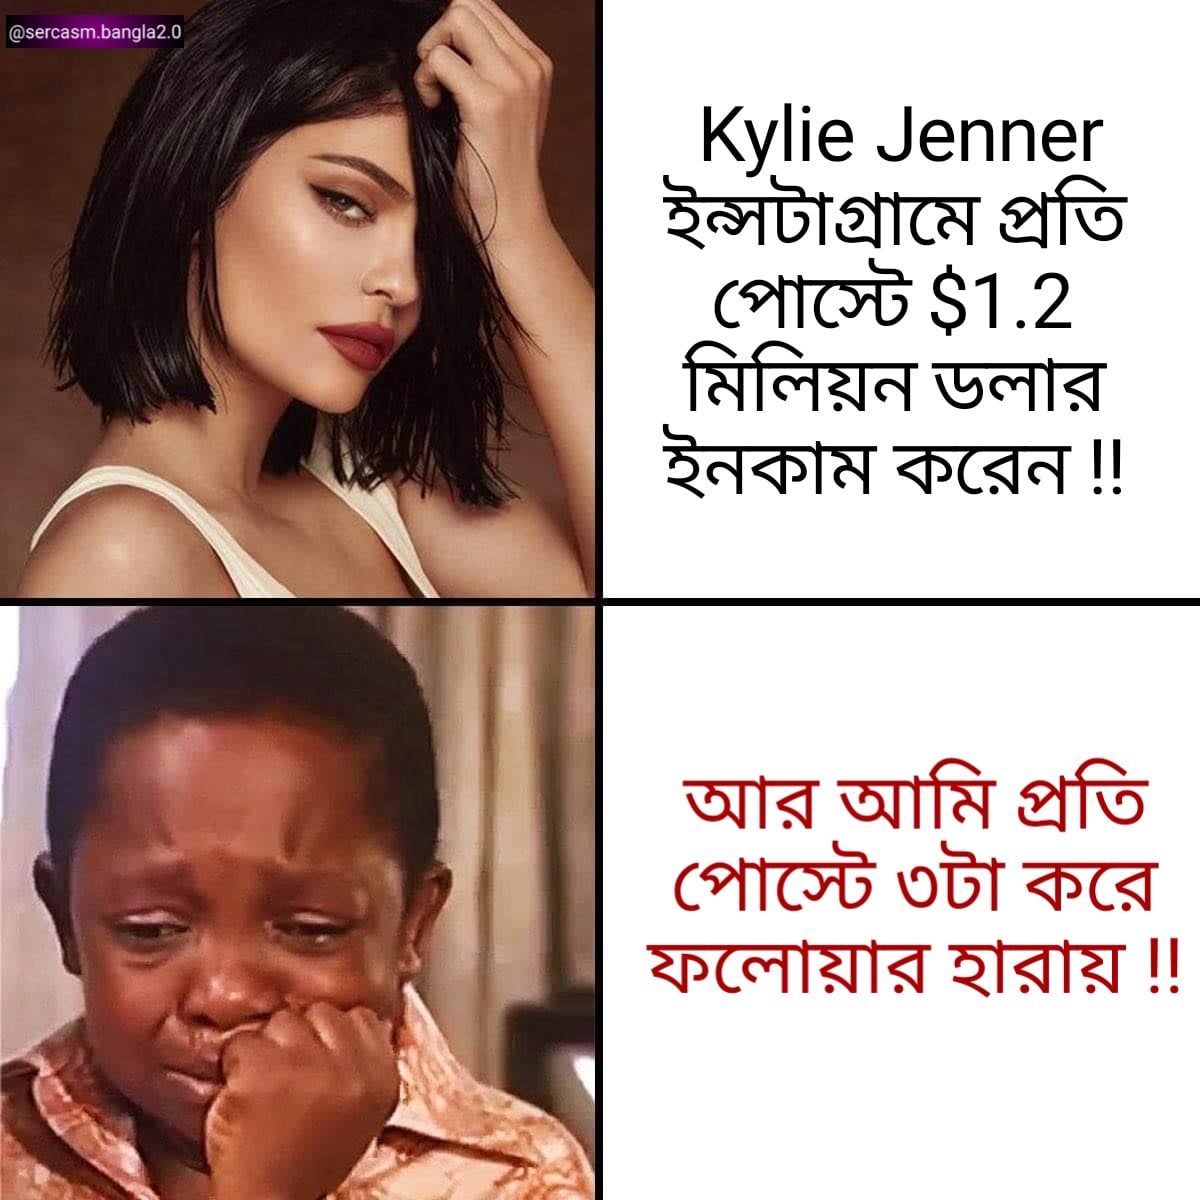 @sercasm.bangla2.0
Kylie Jenner
ইন্সটাগ্রামে প্রতি
পোস্টে $1.2
মিলিয়ন ডলার
ইনকাম করেন !!
আর আমি প্রতি
পোস্টে ৩টা করে
ফলোয়ার হারায় !!